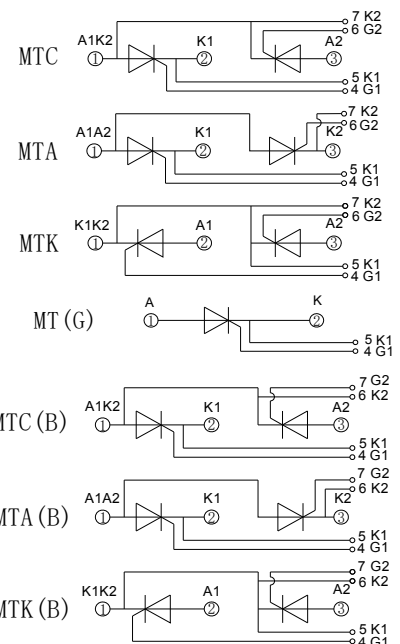 7 K2
6 G2
A1K2 K1 A2
MTC ① ② ③
5 K1
4 G1
7 K2
6 G2
A1A2 K1 K2
MTA ① ② ③
5 K1
4 G1
7 K2
6 G2
K1K2 A1 A2
MTK ① ② ③
5 K1
4 G1
A K
MT(G) ① ②
5 K1
4 G1
7 G2
6 K2
A1K2 K1 A2
MTC(B) ① ② ③
5 K1
4 G1
7 G2
6 K2
A1A2 K1 K2
MTA(B) ① ② ③
5 K1
4 G1
7 G2
6 K2
K1K2 A1 A2
MTK(B) ① ② ③
5 K1
4 G1